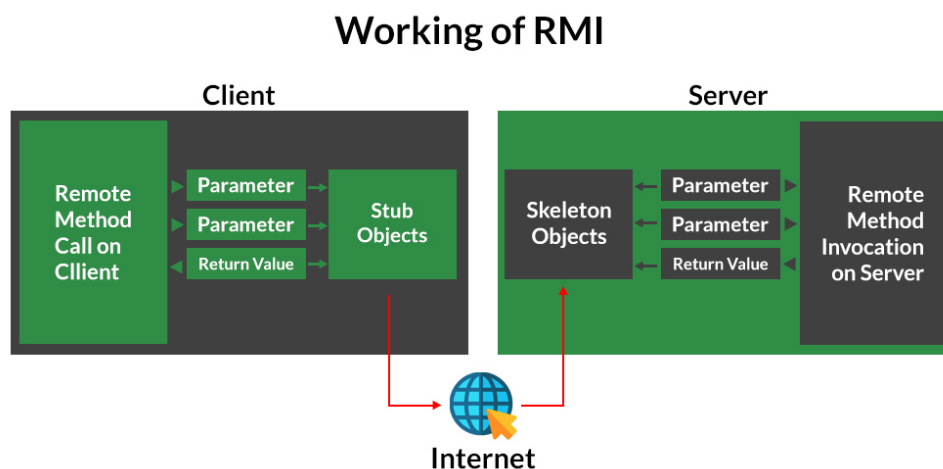 Working of RMI
Client
Server
Remote
Method
Call on
Cllient
Parameter
Parameter
Return Value
Stub
Objects
Skeleton
Objects
Parameter
Parameter
Return Value
Remote
Method
Invocation
on Server
Internet